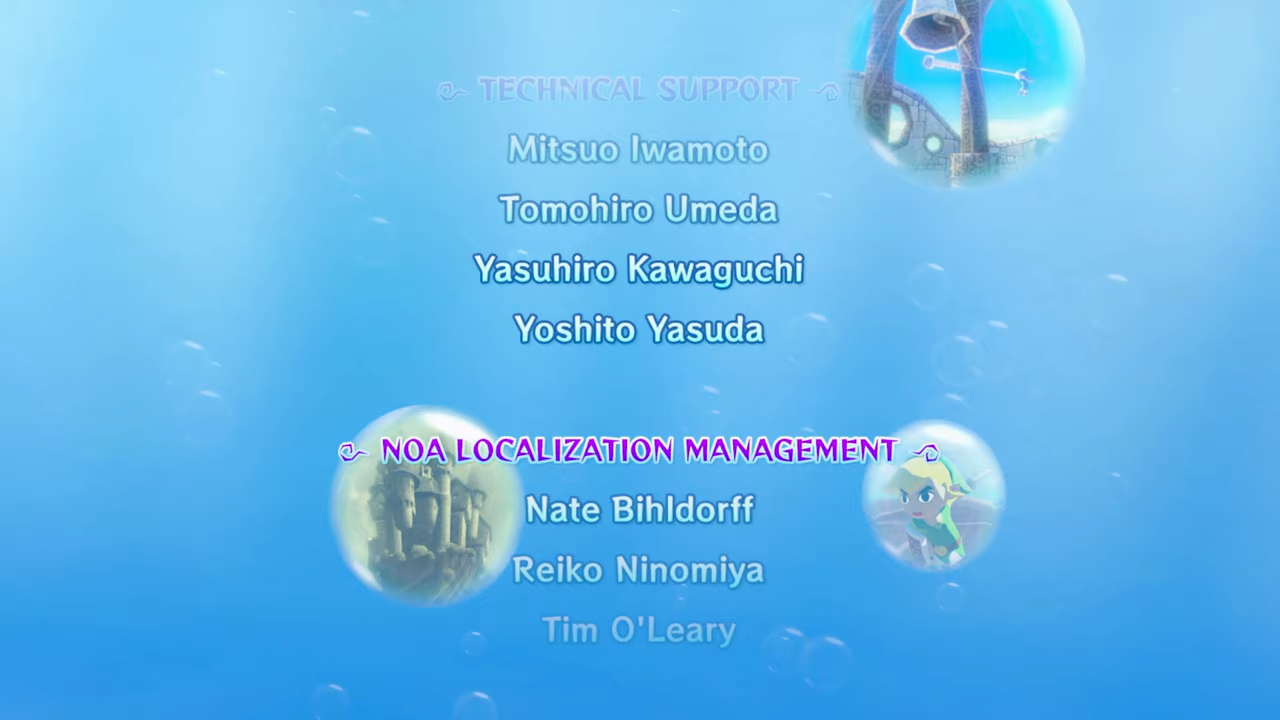 TECHNICAL SUPPORT
Mitsuo Iwamoto
Tomohiro Umeda
Yasuhiro Kawaguchi
Yoshito Yasuda
NOA LOCALIZATION MANAGEMENT
Nate Bihldorff
Reiko Ninomiya
Tim O'Leary